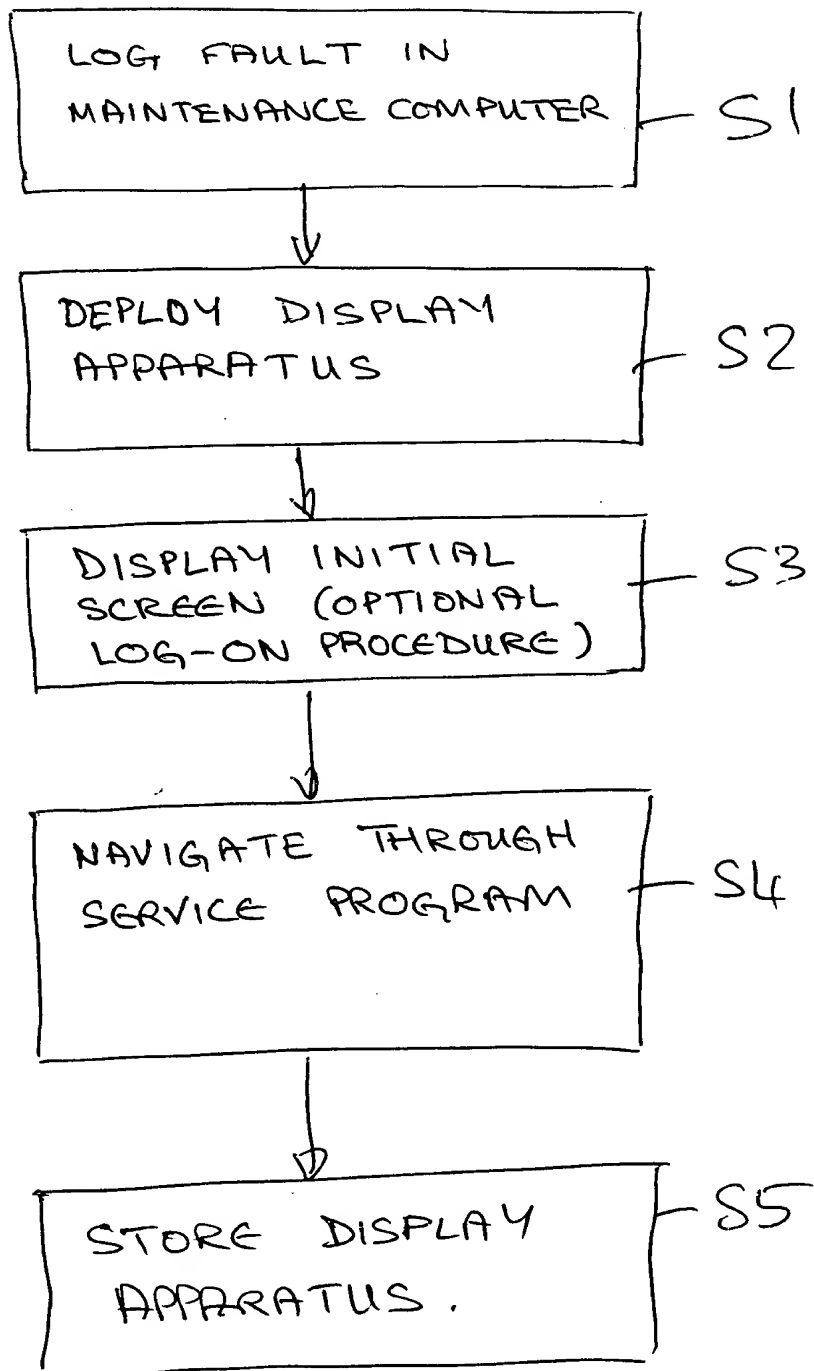 LOG FAULT IN
MAINTENANCE COMPUTER
S1
DEPLOY DISPLAY
APPARATUS
S2
DISPLAY INITIAL
SCREEN (OPTIONAL
LOG-ON PROCEDURE)
S3
NAVIGATE THROUGH
SERVICE PROGRAM
S4
STORE DISPLAY
APPARATUS.
S5